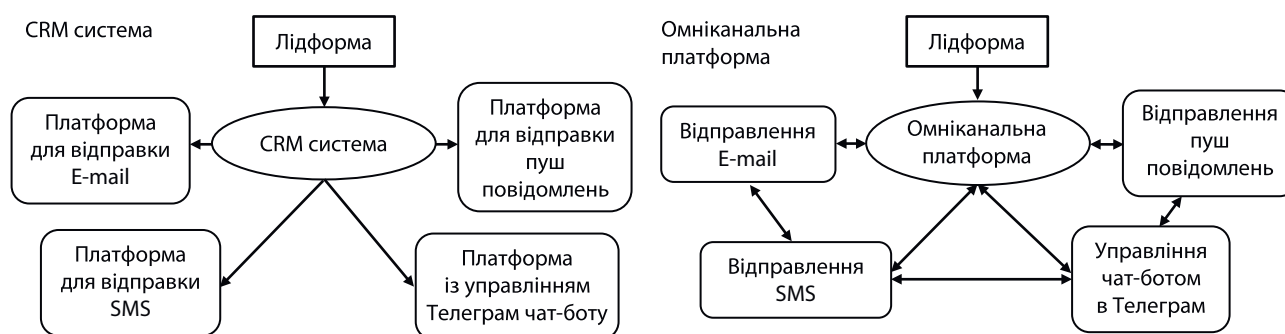 CRM система
Лідформа
Платформа
для відправки
E-mail
CRM система
Платформа
для відправки
пуш
повідомлень
Платформа
для відправки
SMS
Платформа
із управлінням
Телеграм чат-боту
Омніканальна
платформа
Лідформа
Відправлення
E-mail
Омніканальна
платформа
Відправлення
пуш
повідомлень
Відправлення
SMS
Управління
чат-ботом
в Телеграм